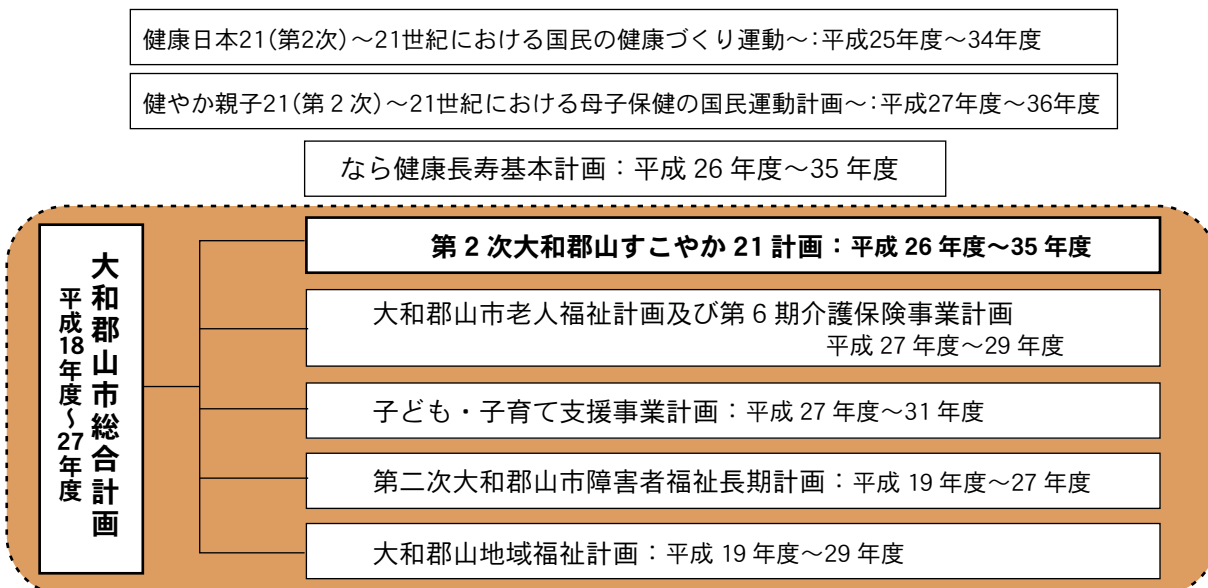 健康日本21(第2次)~21世紀における国民の健康づくり運動~:平成25年度~34年度
健やか親子21(第2次)~21世紀における母子保健の国民運動計画~:平成27年度~36年度
なら健康長寿基本計画:平成 26 年度~35 年度
大和郡山市総合計画
平成18年度~27年度
第 2 次大和郡山すこやか 21 計画:平成 26 年度~35 年度
大和郡山市老人福祉計画及び第 6 期介護保険事業計画
平成 27 年度~29 年度
子ども・子育て支援事業計画:平成 27 年度~31 年度
第二次大和郡山市障害者福祉長期計画:平成 19 年度~27 年度
大和郡山地域福祉計画:平成 19 年度~29 年度